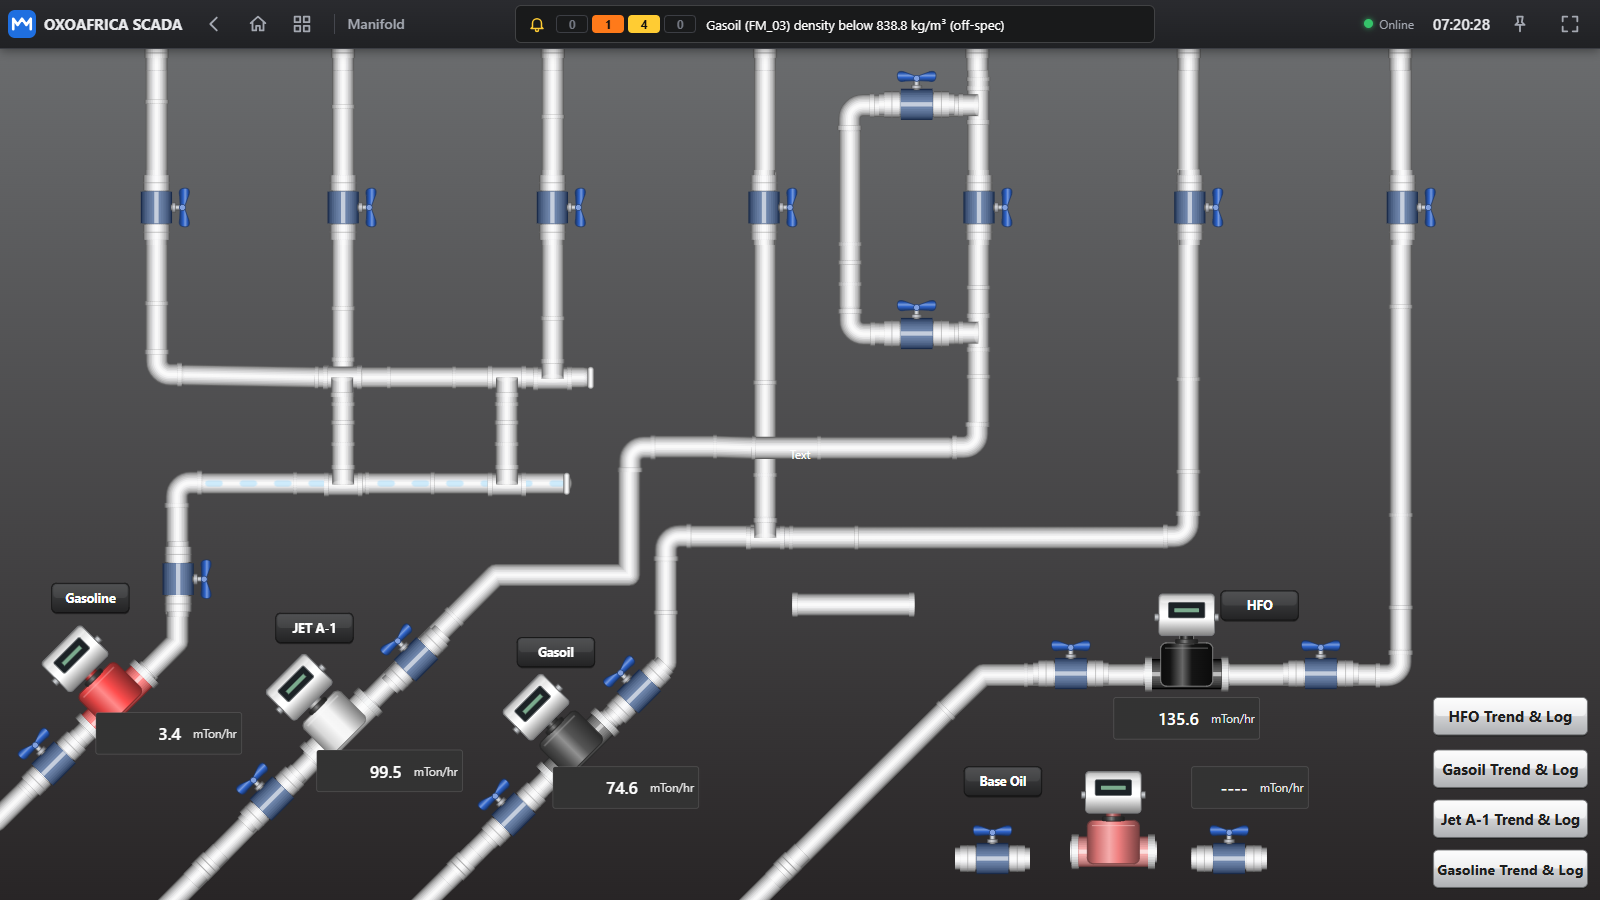 OXOAFRICA SCADA
Manifold
0 1 4 0 Gasoil (FM_03) density below 838.8 kg/m³ (off-spec)
Online 07:20:28
Text
Gasoline
JET A-1
Gasoil
HFO
3.4 mTon/hr
99.5 mTon/hr
74.6 mTon/hr
135.6 mTon/hr
Base Oil
---- mTon/hr
HFO Trend & Log
Gasoil Trend & Log
Jet A-1 Trend & Log
Gasoline Trend & Log